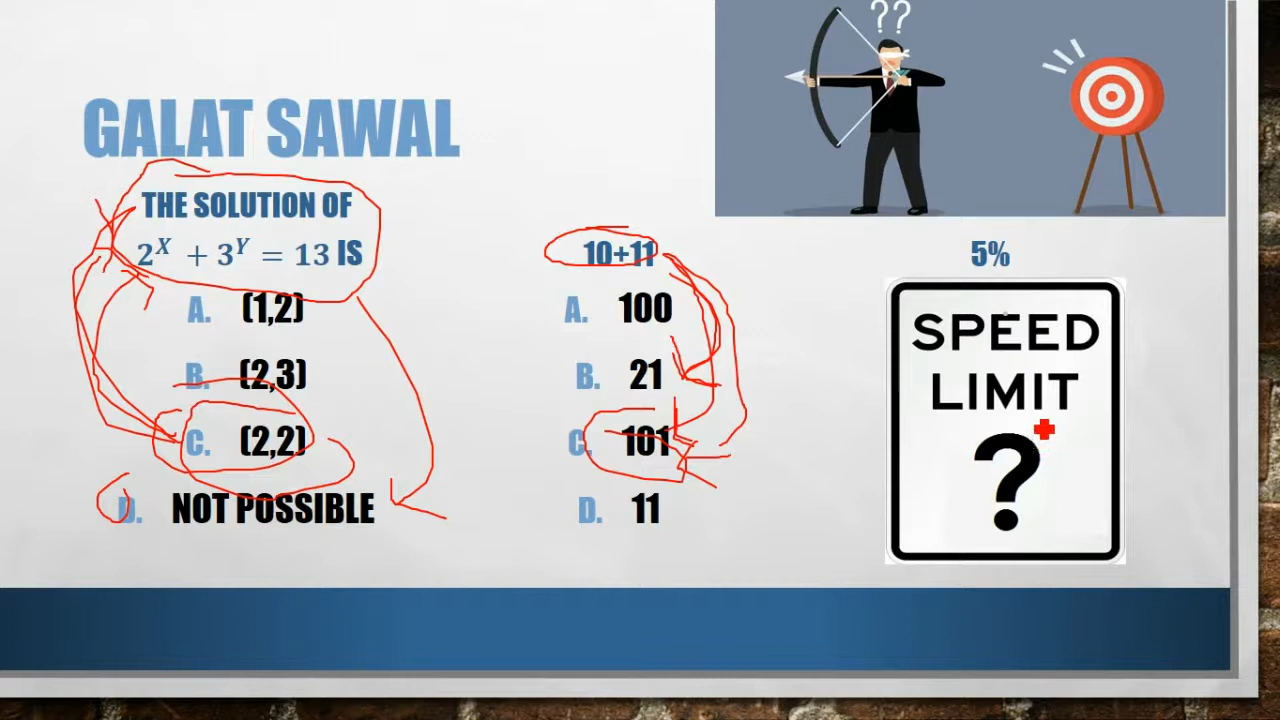 ??
GALAT SAWAL
THE SOLUTION OF
2^X + 3^Y = 13 IS
A. (1,2)
B. (2,3)
C. (2,2)
D. NOT POSSIBLE
10+11
A. 100
B. 21
C. 101
D. 11
5%
SPEED
LIMIT
?